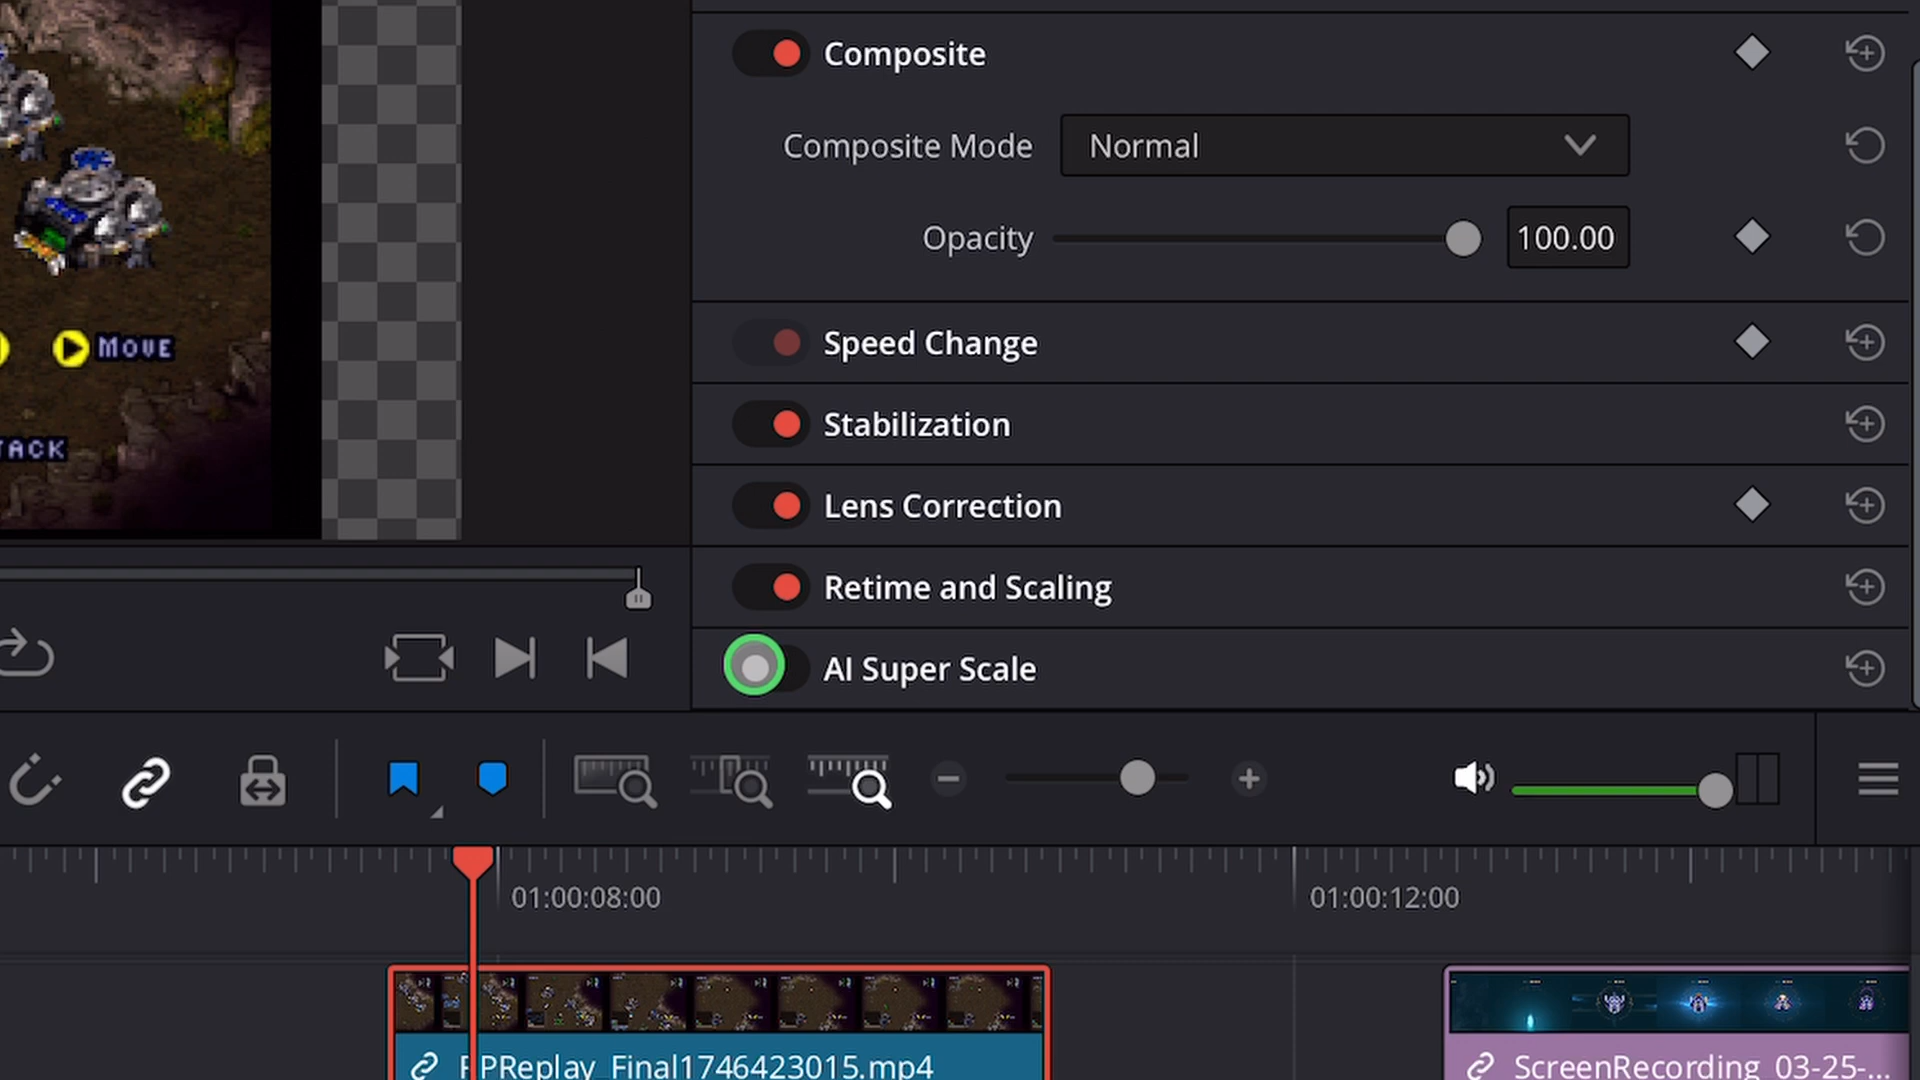 Composite
Composite Mode Normal
Opacity 100.00
MOVE
Speed Change
Stabilization
TACK
Lens Correction
Retime and Scaling
AI Super Scale
01:00:08:00 01:00:12:00
PReplay_Final1746423015.mp4 ScreenRecording_03-25-...